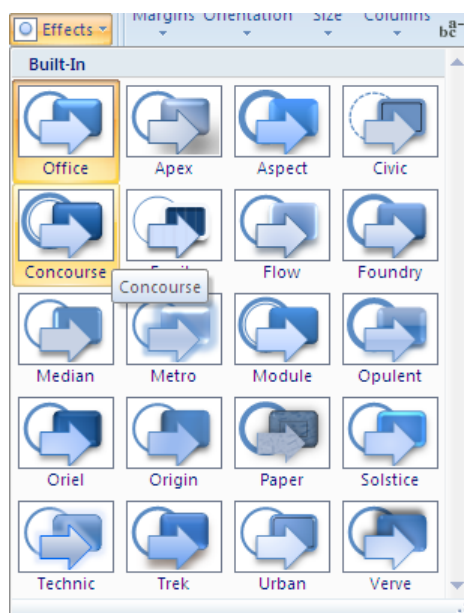 Effects
Margins Orientation Size Columns
Built-In
Office Apex Aspect Civic
Concourse Flow Foundry
Concourse
Median Metro Module Opulent
Oriel Origin Paper Solstice
Technic Trek Urban Verve